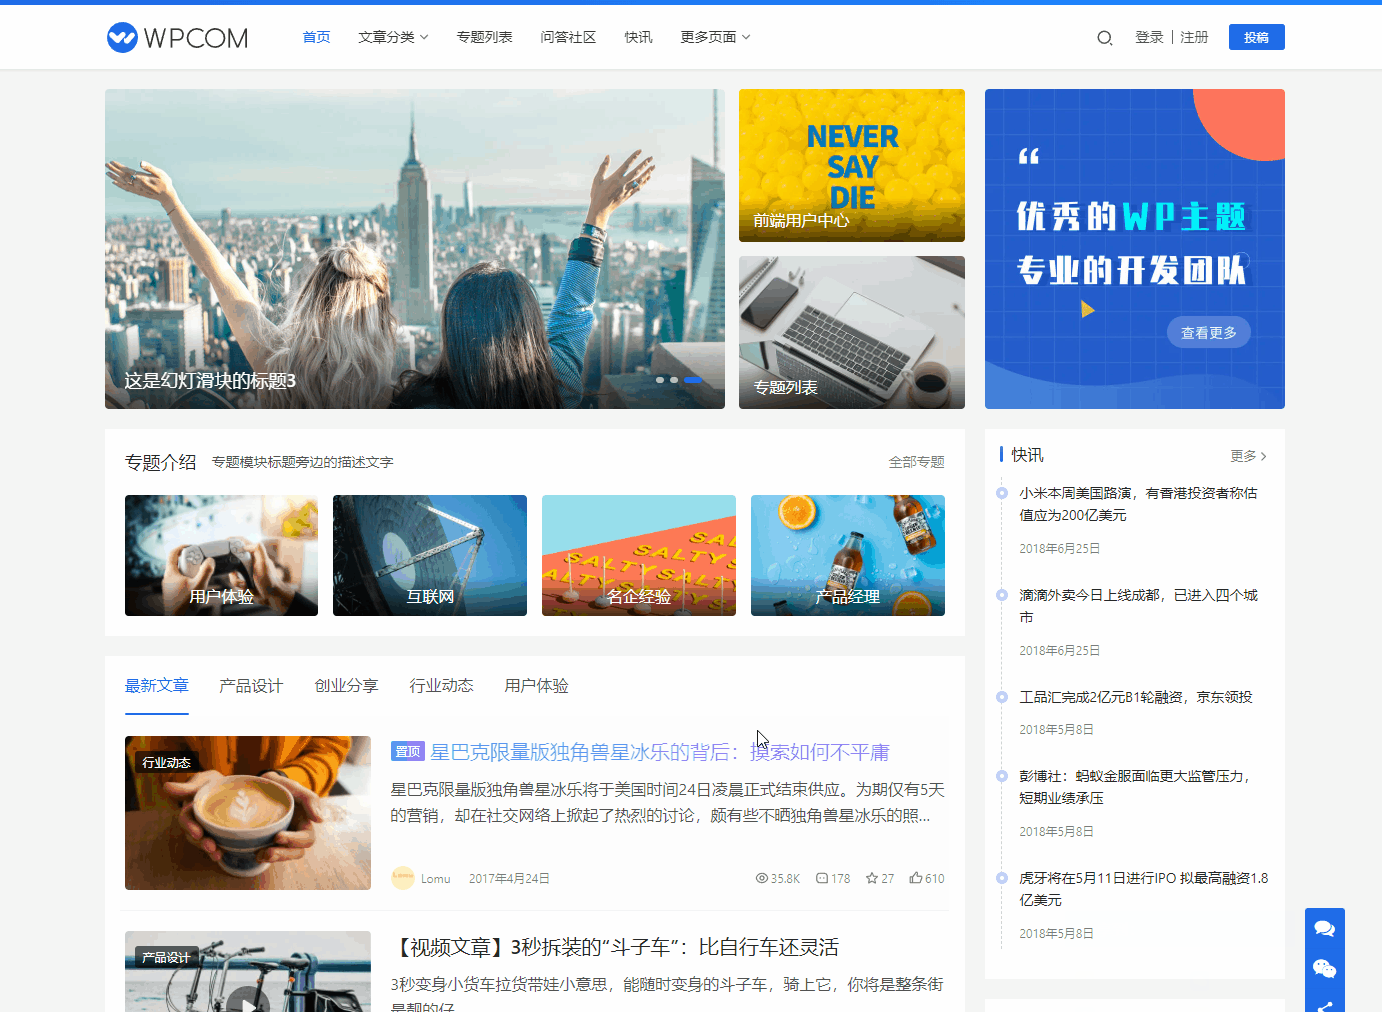 WPCOM
首页
文章分类
专题列表
问答社区
快讯
更多页面
登录
注册
投稿
这是幻灯滑块的标题3
NEVER
SAY
DIE
前端用户中心
专题列表
“
优秀的WP主题
专业的开发团队
查看更多
专题介绍
专题模块标题旁边的描述文字
全部专题
用户体验
互联网
SALTY
SALTY
名企经验
产品经理
最新文章
产品设计
创业分享
行业动态
用户体验
行业动态
置顶 星巴克限量版独角兽星冰乐的背后：摸索如何不平庸
星巴克限量版独角兽星冰乐将于美国时间24日凌晨正式结束供应。为期仅有5天
的营销，却在社交网络上掀起了热烈的讨论，颇有些不晒独角兽星冰乐的照...
Lomu
2017年4月24日
35.8K
178
27
610
产品设计
【视频文章】3秒拆装的“斗子车”：比自行车还灵活
3秒变身小货车拉货带娃小意思，能随时变身的斗子车，骑上它，你将是整条街
是靓的仔
快讯
更多
小米本周美国路演，有香港投资者称估
值应为200亿美元
2018年6月25日
滴滴外卖今日上线成都，已进入四个城
市
2018年6月25日
工品汇完成2亿元B1轮融资，京东领投
2018年5月8日
彭博社：蚂蚁金服面临更大监管压力，
短期业绩承压
2018年5月8日
虎牙将在5月11日进行IPO 拟最高融资1.8
亿美元
2018年5月8日